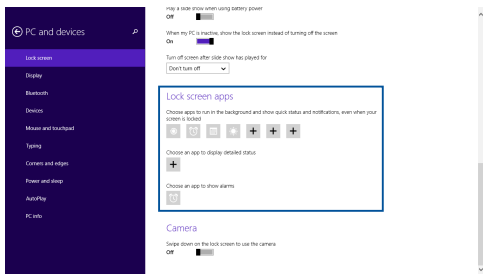 Play a slide show when using battery power
Off
PC and devices
When my PC is inactive, show the lock screen instead of turning off the screen
On
Lock screen
Turn off screen after slide show has played for
Don't turn off
Display
Bluetooth
Lock screen apps
Devices
Choose apps to run in the background and show quick status and notifications, even when your
screen is locked
Mouse and touchpad
Typing
Choose an app to display detailed status
Corners and edges
Power and sleep
Choose an app to show alarms
AutoPlay
PC info
Camera
Swipe down on the lock screen to use the camera
Off